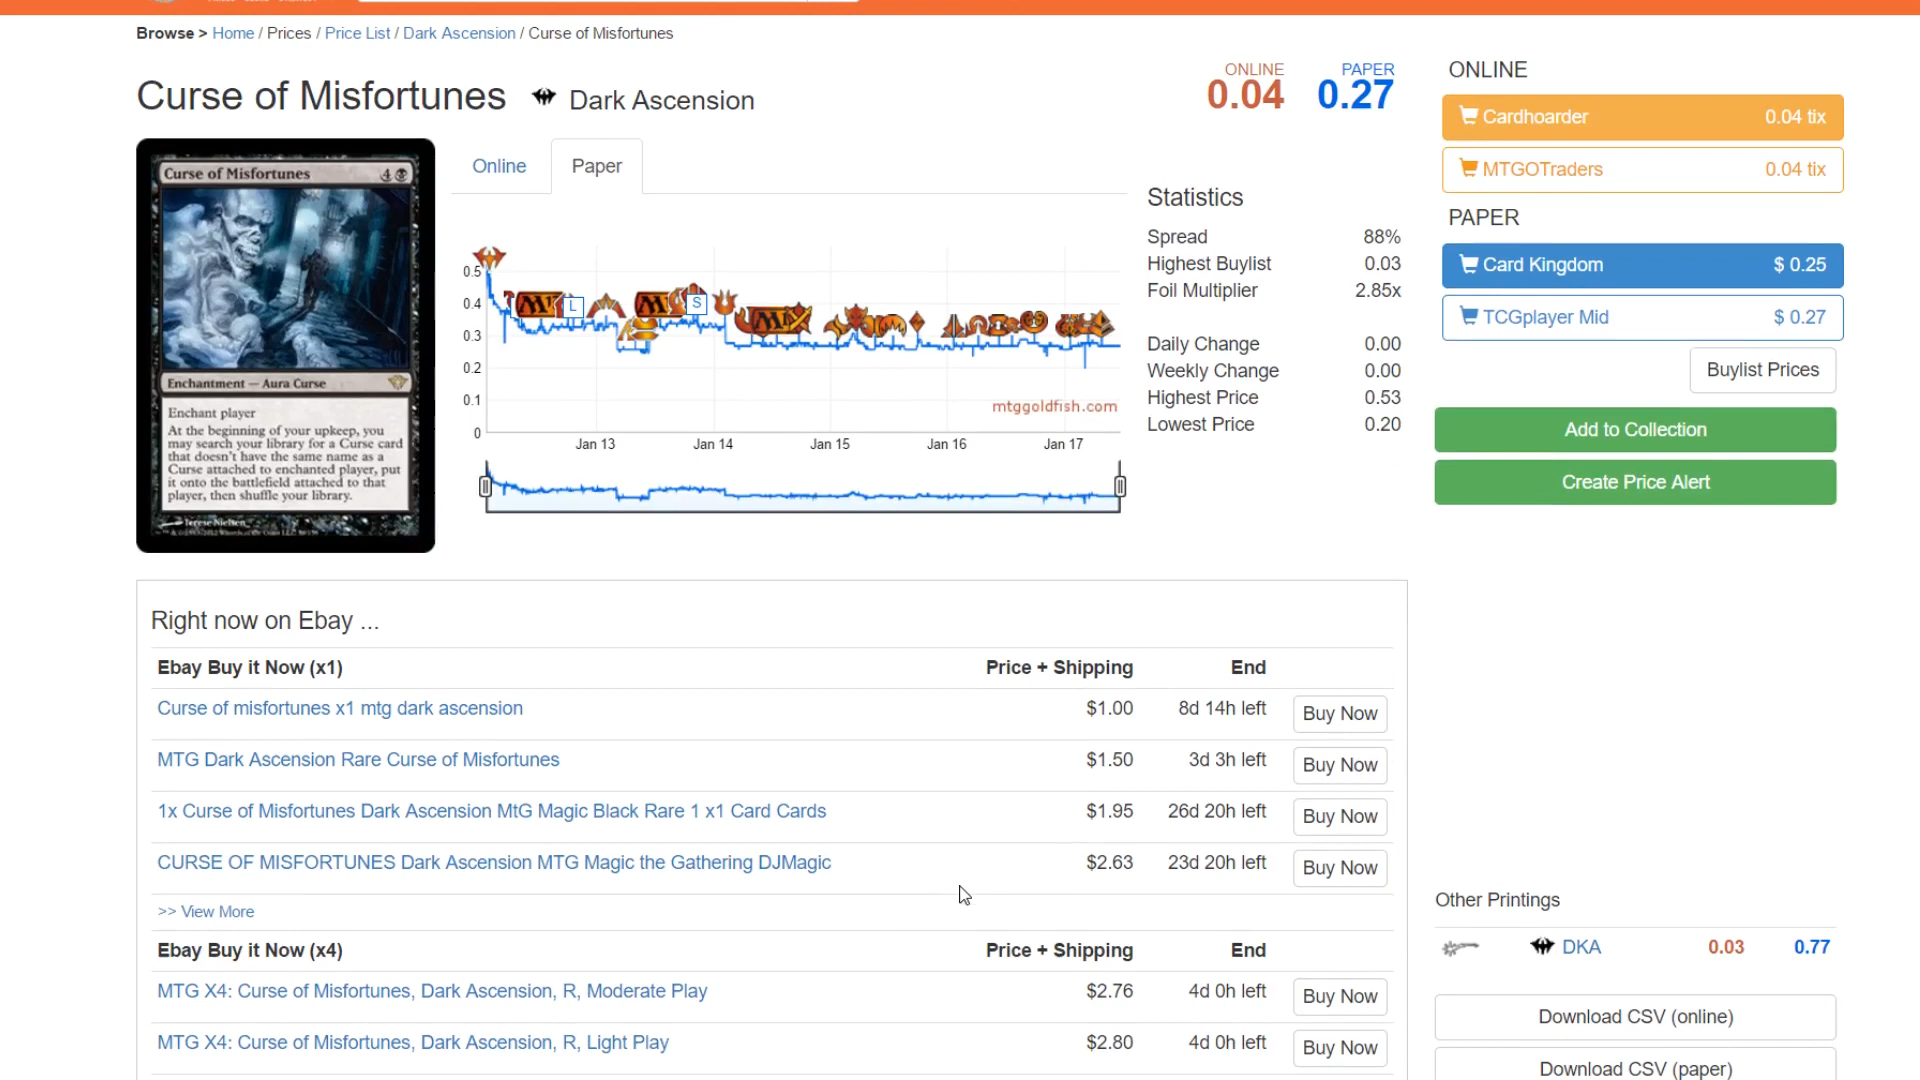 Browse > Home / Prices / Price List / Dark Ascension / Curse of Misfortunes
Curse of Misfortunes Dark Ascension
ONLINE PAPER
0.04 0.27
Curse of Misfortunes 4
Enchantment — Aura Curse
Enchant player
At the beginning of your upkeep, you
may search your library for a Curse card
that doesn't have the same name as a
Curse attached to enchanted player, put
it onto the battlefield attached to that
player, then shuffle your library.
Terese Nielsen
Online Paper
0.5
0.4
0.3
0.2
0.1
0
L
S
mtggoldfish.com
Jan 13 Jan 14 Jan 15 Jan 16 Jan 17
Statistics
Spread 88%
Highest Buylist 0.03
Foil Multiplier 2.85x
Daily Change 0.00
Weekly Change 0.00
Highest Price 0.53
Lowest Price 0.20
ONLINE
Cardhoarder 0.04 tix
MTGOTraders 0.04 tix
PAPER
Card Kingdom $ 0.25
TCGplayer Mid $ 0.27
Buylist Prices
Add to Collection
Create Price Alert
Right now on Ebay ...
Ebay Buy it Now (x1) Price + Shipping End
Curse of misfortunes x1 mtg dark ascension $1.00 8d 14h left Buy Now
MTG Dark Ascension Rare Curse of Misfortunes $1.50 3d 3h left Buy Now
1x Curse of Misfortunes Dark Ascension MtG Magic Black Rare 1 x1 Card Cards $1.95 26d 20h left Buy Now
CURSE OF MISFORTUNES Dark Ascension MTG Magic the Gathering DJMagic $2.63 23d 20h left Buy Now
>> View More
Ebay Buy it Now (x4) Price + Shipping End
MTG X4: Curse of Misfortunes, Dark Ascension, R, Moderate Play $2.76 4d 0h left Buy Now
MTG X4: Curse of Misfortunes, Dark Ascension, R, Light Play $2.80 4d 0h left Buy Now
Other Printings
DKA 0.03 0.77
Download CSV (online)
Download CSV (paper)